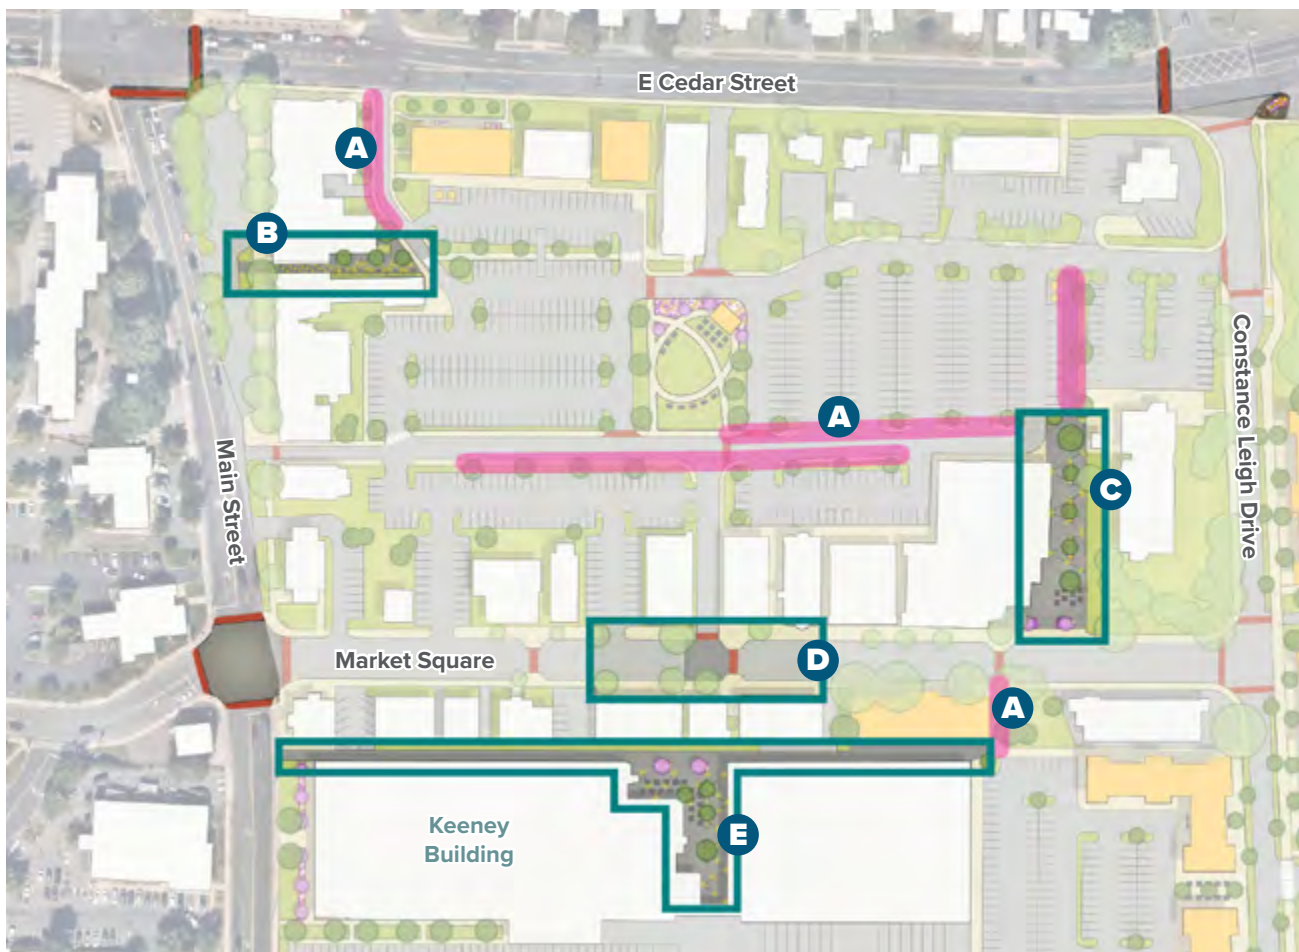 E Cedar Street
A
B
A
C
Constance Leigh Drive
Main Street
Market Square
D
A
Keeney
Building
E